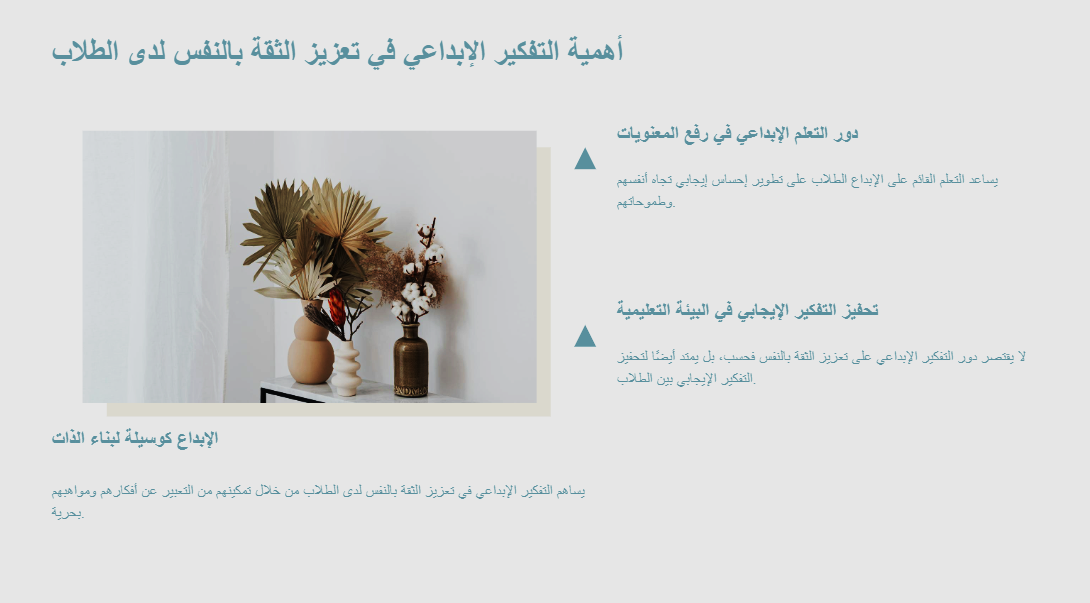 أهمية التفكير الإبداعي في تعزيز الثقة بالنفس لدى الطلاب
دور التعلم الإبداعي في رفع المعنويات
يساعد التعلم القائم على الإبداع الطلاب على تطوير إحساس إيجابي تجاه أنفسهم
وطموحاتهم.
تحفيز التفكير الإيجابي في البيئة التعليمية
لا يقتصر دور التفكير الإبداعي على تعزيز الثقة بالنفس فحسب، بل يمتد أيضًا لتحفيز
التفكير الإيجابي بين الطلاب.
الإبداع كوسيلة لبناء الذات
يساهم التفكير الإبداعي في تعزيز الثقة بالنفس لدى الطلاب من خلال تمكينهم من التعبير عن أفكارهم ومواهبهم
بحرية.